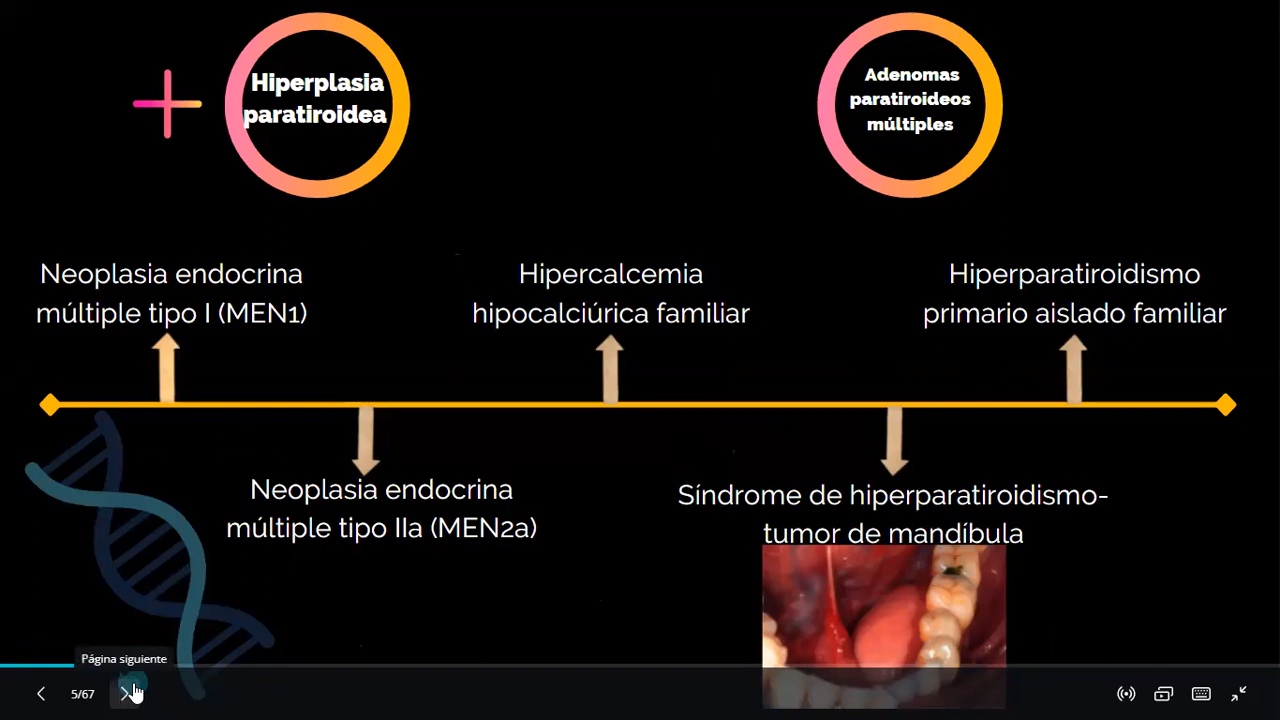 Hiperplasia
paratiroidea
Adenomas
paratiroideos
múltiples
Neoplasia endocrina
múltiple tipo I (MEN1)
Hipercalcemia
hipocalciúrica familiar
Hiperparatiroidismo
primario aislado familiar
Neoplasia endocrina
múltiple tipo IIa (MEN2a)
Síndrome de hiperparatiroidismo-
tumor de mandíbula
Página siguiente
5/67